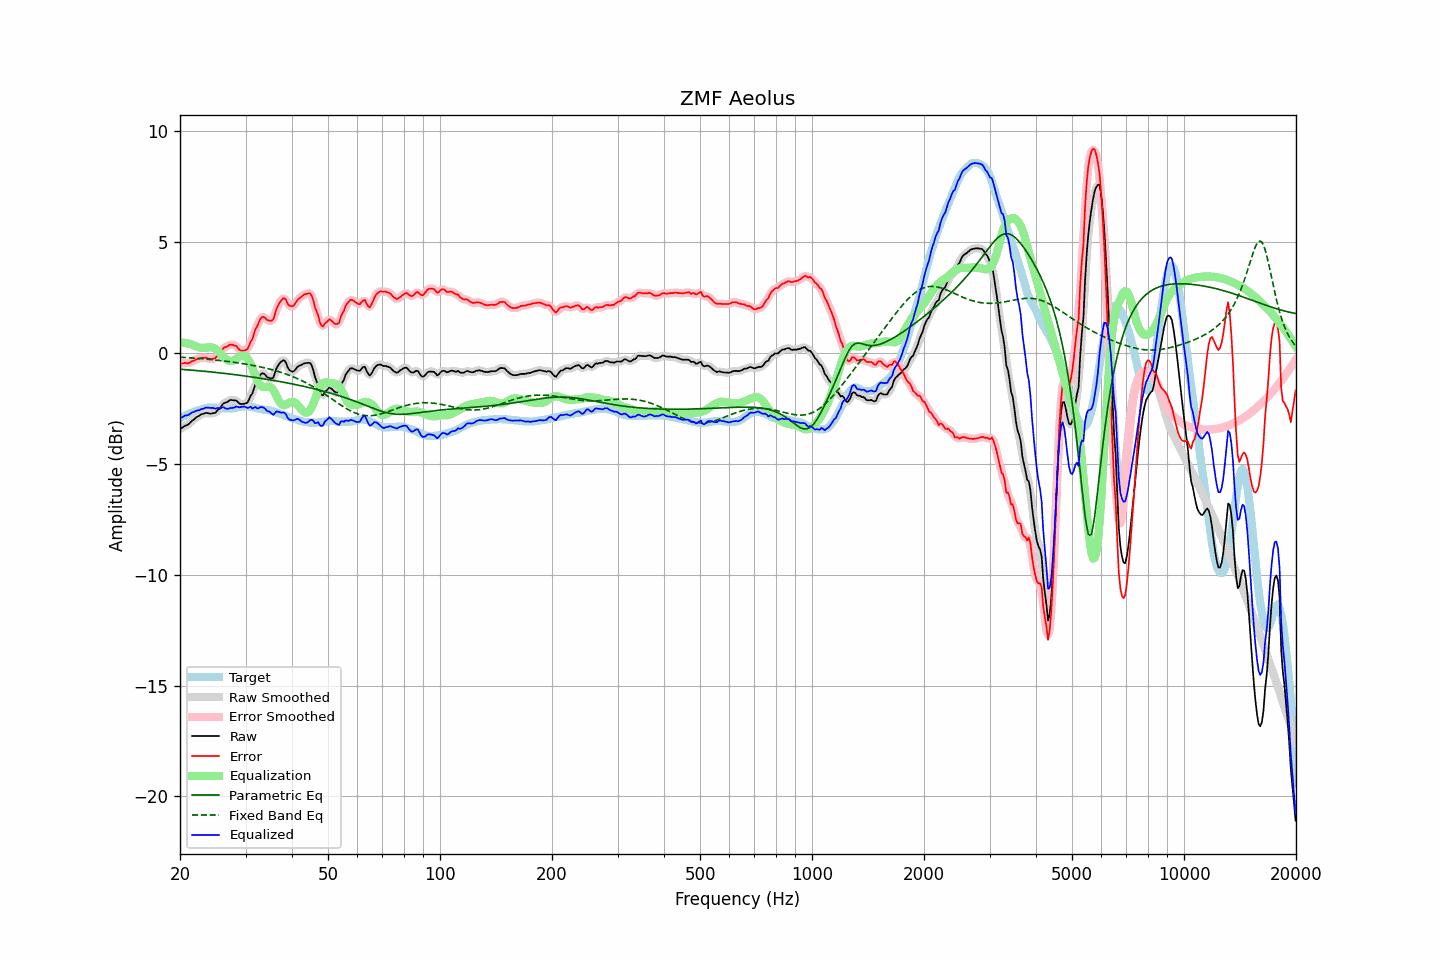 ZMF Aeolus
Amplitude (dBr)
10
5
0
−5
−10
−15
−20
Target
Raw Smoothed
Error Smoothed
Raw
Error
Equalization
Parametric Eq
Fixed Band Eq
Equalized
20 50 100 200 500 1000 2000 5000 10000 20000
Frequency (Hz)